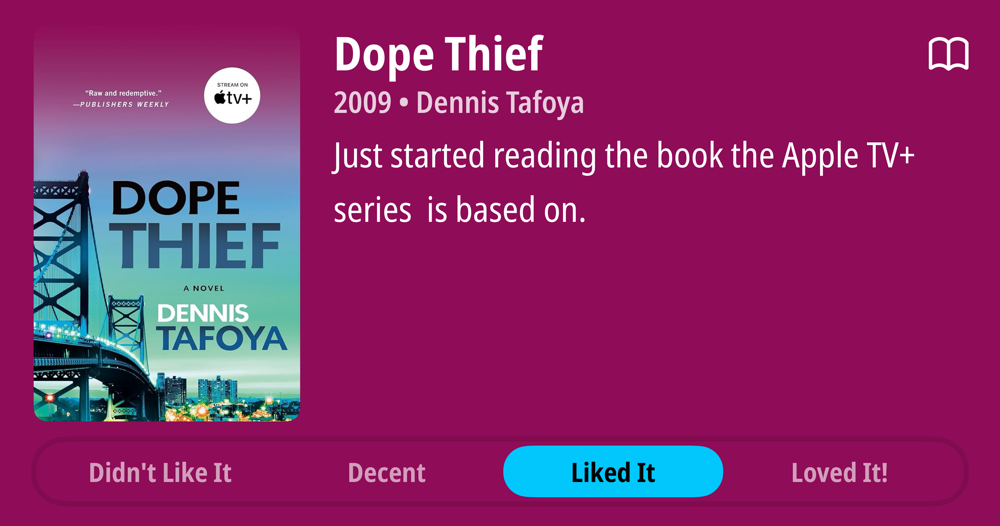 "Raw and redemptive."
—PUBLISHERS WEEKLY
STREAM ON
tv+
DOPE
THIEF
A NOVEL
DENNIS
TAFOYA
Dope Thief
2009 • Dennis Tafoya
Just started reading the book the Apple TV+
series  is based on.
Didn't Like It
Decent
Liked It
Loved It!